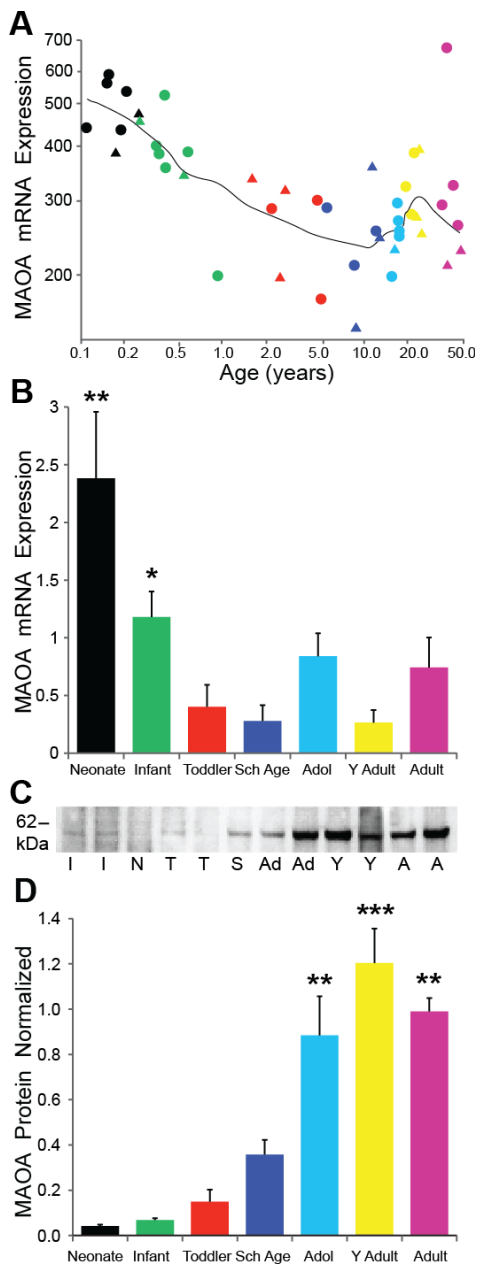 A
700
600
500
400
300
200
MAOA mRNA Expression
0.1 0.2 0.5 1.0 2.0 5.0 10.0 20.0 50.0
Age (years)
B
3
2.5
2
1.5
1
0.5
0
MAOA mRNA Expression
**
*
Neonate Infant Toddler Sch Age Adol Y Adult Adult
C
62–
kDa
I I N T T S Ad Ad Y Y A A
D
1.4
1.2
1.0
0.8
0.6
0.4
0.2
0.0
MAOA Protein Normalized
**
***
**
Neonate Infant Toddler Sch Age Adol Y Adult Adult